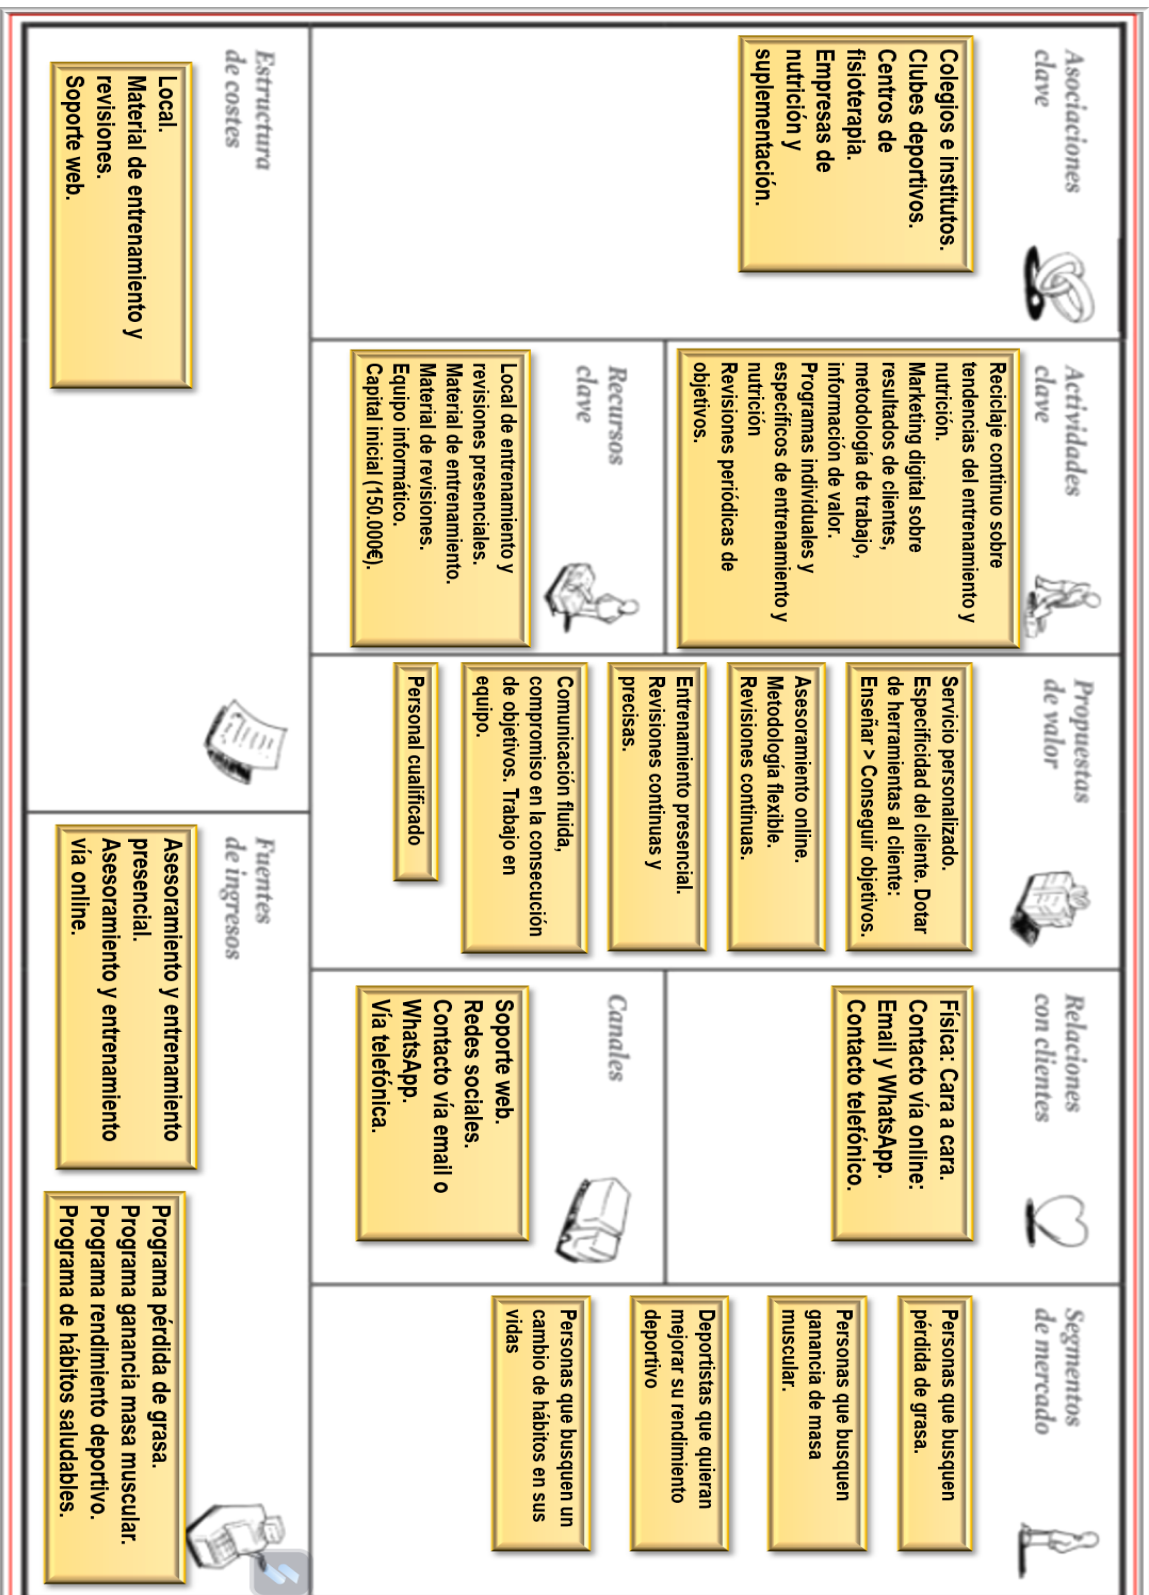 Asociaciones
clave
Colegios e institutos.
Clubes deportivos.
Centros de
fisioterapia.
Empresas de
nutrición y
suplementación.
Actividades
clave
Reciclaje continuo sobre
tendencias del entrenamiento y
nutrición.
Marketing digital sobre
resultados de clientes,
metodología de trabajo,
información de valor.
Programas individuales y
específicos de entrenamiento y
nutrición
Revisiones periódicas de
objetivos.
Recursos
clave
Local de entrenamiento y
revisiones presenciales.
Material de entrenamiento.
Material de revisiones.
Equipo informático.
Capital inicial (150.000€).
Propuestas
de valor
Servicio personalizado.
Especificidad del cliente. Dotar
de herramientas al cliente:
Enseñar > Conseguir objetivos.
Asesoramiento online.
Metodología flexible.
Revisiones continuas.
Entrenamiento presencial.
Revisiones continuas y
precisas.
Comunicación fluida,
compromiso en la consecución
de objetivos. Trabajo en
equipo.
Personal cualificado
Relaciones
con clientes
Física: Cara a cara.
Contacto vía online:
Email y WhatsApp.
Contacto telefónico.
Canales
Soporte web.
Redes sociales.
Contacto vía email o
WhatsApp.
Vía telefónica.
Segmentos
de mercado
Personas que busquen
pérdida de grasa.
Personas que busquen
ganancia de masa
muscular.
Deportistas que quieran
mejorar su rendimiento
deportivo
Personas que busquen un
cambio de hábitos en sus
vidas
Estructura
de costes
Local.
Material de entrenamiento y
revisiones.
Soporte web.
Fuentes
de ingresos
Asesoramiento y entrenamiento
presencial.
Asesoramiento y entrenamiento
vía online.
Programa pérdida de grasa.
Programa ganancia masa muscular.
Programa rendimiento deportivo.
Programa de hábitos saludables.